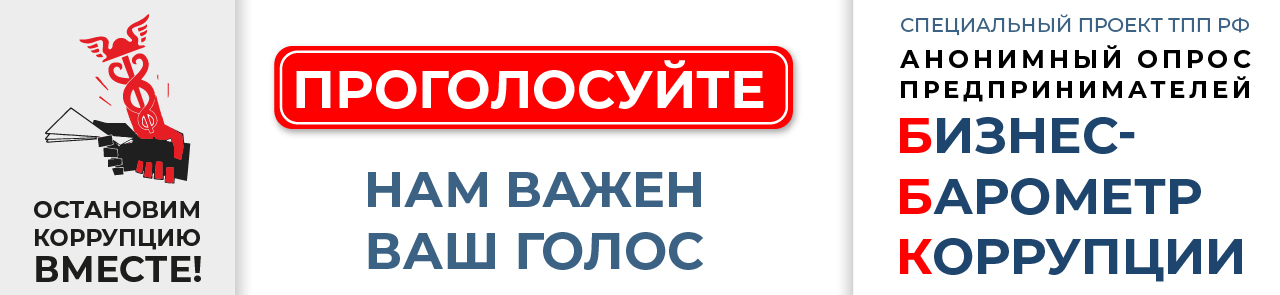 ОСТАНОВИМ
КОРРУПЦИЮ
ВМЕСТЕ!
ПРОГОЛОСУЙТЕ
НАМ ВАЖЕН
ВАШ ГОЛОС
СПЕЦИАЛЬНЫЙ ПРОЕКТ ТПП РФ
АНОНИМНЫЙ ОПРОС
ПРЕДПРИНИМАТЕЛЕЙ
БИЗНЕС-
БАРОМЕТР
КОРРУПЦИИ